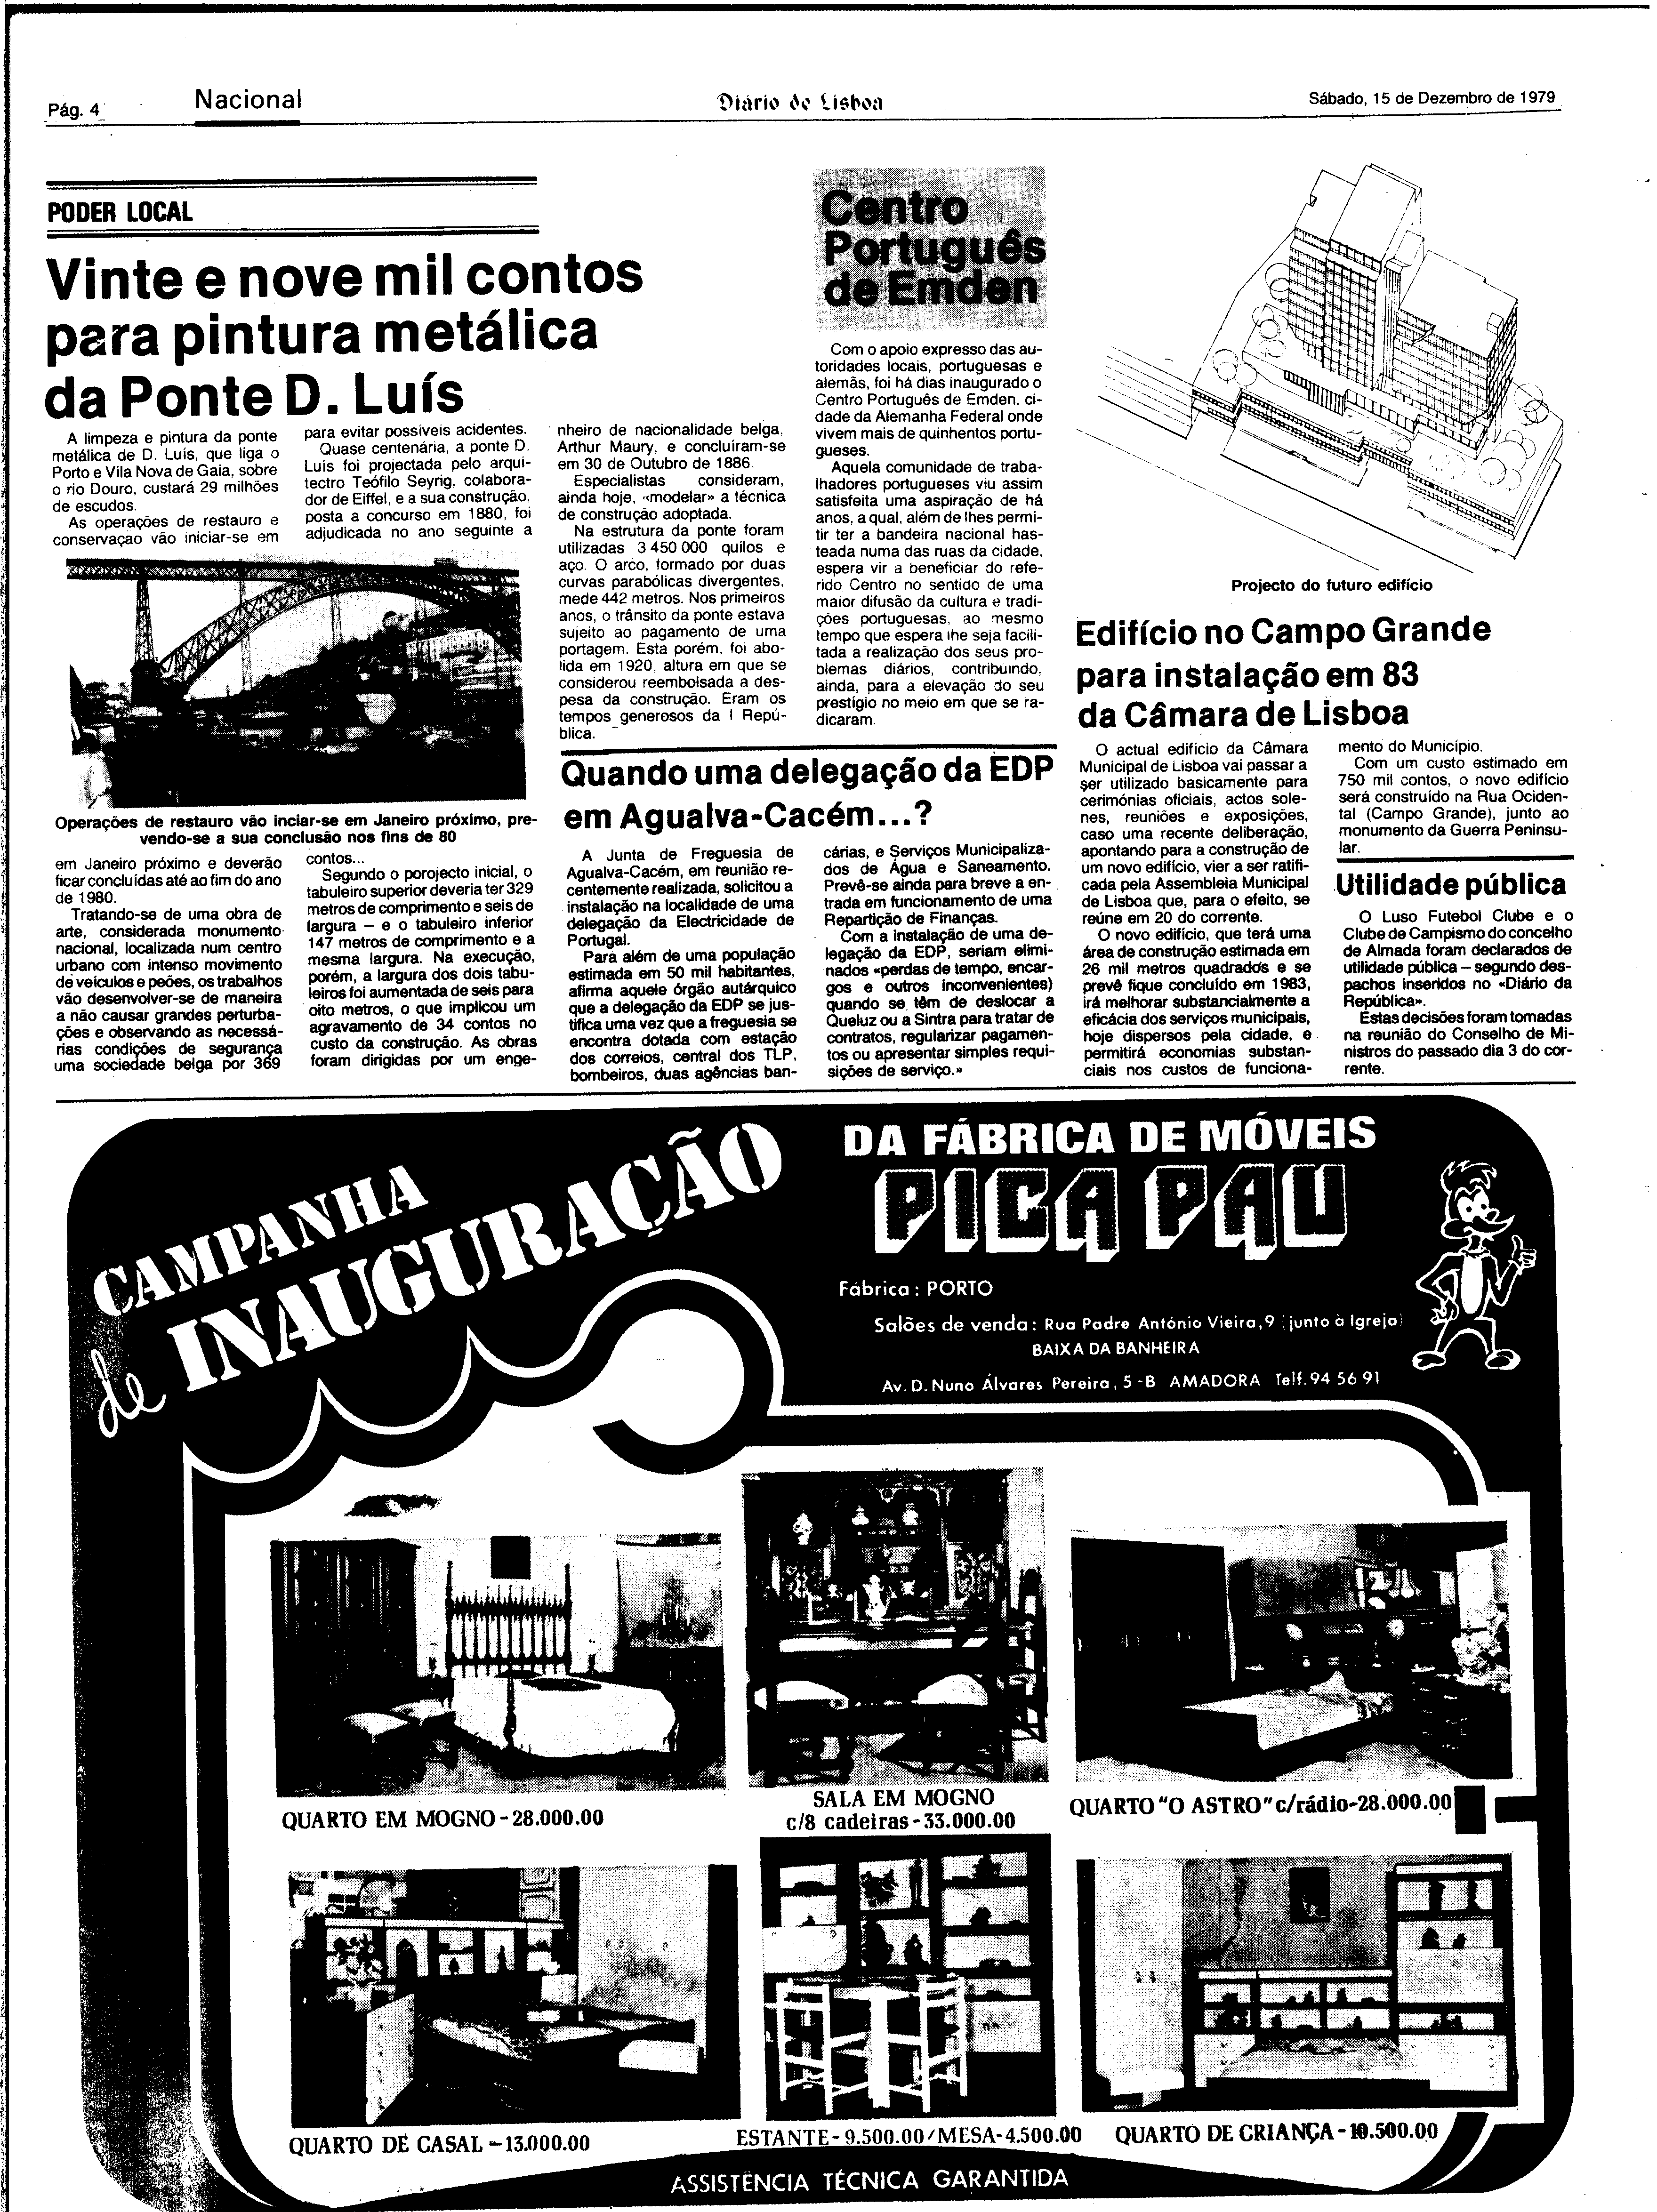 Pág. 4
Nacional
Diário de Lisboa
Sábado, 15 de Dezembro de 1979
PODER LOCAL
Vinte e nove mil contos
para pintura metálica
da Ponte D. Luís
A limpeza e pintura da ponte
metálica de D. Luís, que liga o
Porto e Vila Nova de Gaia, sobre
o rio Douro, custará 29 milhões
de escudos.
As operações de restauro e
conservaçao vão iniciar-se em
Operações de restauro vão inciar-se em Janeiro próximo, pre-
vendo-se a sua conclusão nos fins de 80
em Janeiro próximo e deverão
ficar concluídas até ao fim do ano
de 1980.
Tratando-se de uma obra de
arte, considerada monumento
nacional, localizada num centro
urbano com intenso movimento
de veículos e peões, os trabalhos
vão desenvolver-se de maneira
a não causar grandes perturba-
ções e observando as necessá-
rias condições de segurança
uma sociedade belga por 369
para evitar possíveis acidentes.
Quase centenária, a ponte D.
Luís foi projectada pelo arqui-
tectro Teófilo Seyrig, colabora-
dor de Eiffel, e a sua construção,
posta a concurso em 1880, foi
adjudicada no ano seguinte a
contos...
Segundo o porojecto inicial, o
tabuleiro superior deveria ter 329
metros de comprimento e seis de
largura – e o tabuleiro inferior
147 metros de comprimento e a
mesma largura. Na execução,
porém, a largura dos dois tabu-
leiros foi aumentada de seis para
oito metros, o que implicou um
agravamento de 34 contos no
custo da construção. As obras
foram dirigidas por um enge-
nheiro de nacionalidade belga,
Arthur Maury, e concluíram-se
em 30 de Outubro de 1886.
Especialistas consideram,
ainda hoje, «modelar» a técnica
de construção adoptada.
Na estrutura da ponte foram
utilizadas 3 450 000 quilos e
aço. O arco, formado por duas
curvas parabólicas divergentes,
mede 442 metros. Nos primeiros
anos, o trânsito da ponte estava
sujeito ao pagamento de uma
portagem. Esta porém, foi abo-
lida em 1920, altura em que se
considerou reembolsada a des-
pesa da construção. Eram os
tempos generosos da I Repú-
blica.
Centro
Português
de Emden
Com o apoio expresso das au-
toridades locais, portuguesas e
alemãs, foi há dias inaugurado o
Centro Português de Emden, ci-
dade da Alemanha Federal onde
vivem mais de quinhentos portu-
gueses.
Aquela comunidade de traba-
lhadores portugueses viu assim
satisfeita uma aspiração de há
anos, a qual, além de lhes permi-
tir ter a bandeira nacional has-
teada numa das ruas da cidade,
espera vir a beneficiar do refe-
rido Centro no sentido de uma
maior difusão da cultura e tradi-
ções portuguesas, ao mesmo
tempo que espera lhe seja facili-
tada a realização dos seus pro-
blemas diários, contribuindo,
ainda, para a elevação do seu
prestígio no meio em que se ra-
dicaram.
Quando uma delegação da EDP
em Agualva-Cacém...?
A Junta de Freguesia de
Agualva-Cacém, em reunião re-
centemente realizada, solicitou a
instalação na localidade de uma
delegação da Electricidade de
Portugal.
Para além de uma população
estimada em 50 mil habitantes,
afirma aquele órgão autárquico
que a delegação da EDP se jus-
tifica uma vez que a freguesia se
encontra dotada com estação
dos correios, central dos TLP,
bombeiros, duas agências ban-
cárias, e Serviços Municipaliza-
dos de Água e Saneamento.
Prevê-se ainda para breve a en-
trada em funcionamento de uma
Repartição de Finanças.
Com a instalação de uma de-
legação da EDP, seriam elimi-
nados «perdas de tempo, encar-
gos e outros inconvenientes)
quando se têm de deslocar a
Queluz ou a Sintra para tratar de
contratos, regularizar pagamen-
tos ou apresentar simples requi-
sições de serviço.»
Projecto do futuro edifício
Edifício no Campo Grande
para instalação em 83
da Câmara de Lisboa
O actual edifício da Câmara
Municipal de Lisboa vai passar a
ser utilizado basicamente para
cerimónias oficiais, actos sole-
nes, reuniões e exposições,
caso uma recente deliberação,
apontando para a construção de
um novo edifício, vier a ser ratifi-
cada pela Assembleia Municipal
de Lisboa que, para o efeito, se
reúne em 20 do corrente.
O novo edifício, que terá uma
área de construção estimada em
26 mil metros quadrados e se
prevê fique concluído em 1983,
irá melhorar substancialmente a
eficácia dos serviços municipais,
hoje dispersos pela cidade, e
permitirá economias substan-
ciais nos custos de funciona-
mento do Município.
Com um custo estimado em
750 mil contos, o novo edifício
será construído na Rua Ociden-
tal (Campo Grande), junto ao
monumento da Guerra Peninsu-
lar.
Utilidade pública
O Luso Futebol Clube e o
Clube de Campismo do concelho
de Almada foram declarados de
utilidade pública – segundo des-
pachos inseridos no «Diário da
República».
Estas decisões foram tomadas
na reunião do Conselho de Mi-
nistros do passado dia 3 do cor-
rente.
CAMPANHA
de INAUGURAÇÃO
DA FÁBRICA DE MÓVEIS
PICA PAU
Fábrica : PORTO
Salões de venda : Rua Padre António Vieira, 9 (junto à Igreja)
BAIXA DA BANHEIRA
Av. D. Nuno Álvares Pereira, 5 - B AMADORA Telf. 94 56 91
QUARTO EM MOGNO - 28.000.00
SALA EM MOGNO
c/8 cadeiras - 33.000.00
QUARTO "O ASTRO" c/rádio - 28.000.00
QUARTO DE CASAL – 13.000.00
ESTANTE - 9.500.00 / MESA - 4.500.00
QUARTO DE CRIANÇA - 10.500.00
ASSISTÊNCIA TÉCNICA GARANTIDA